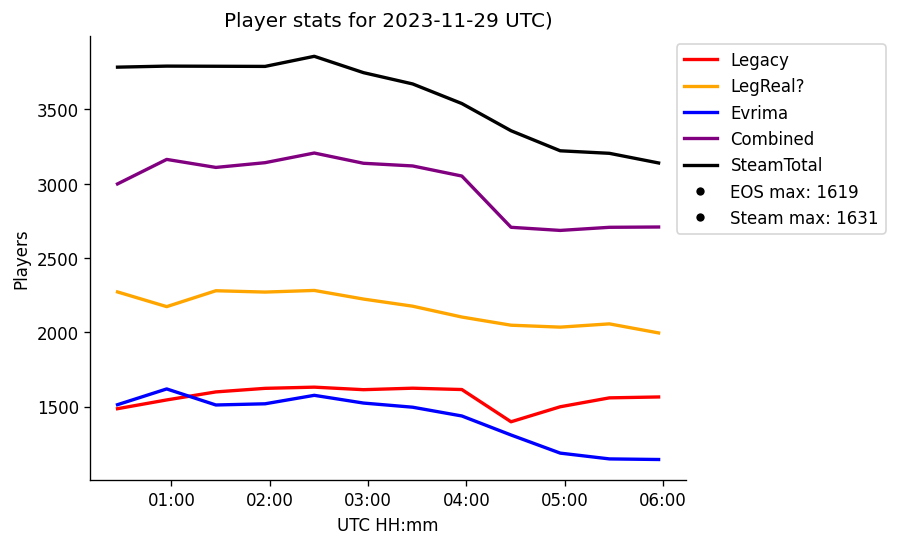 Player stats for 2023-11-29 UTC)
Legacy
LegReal?
Evrima
Combined
SteamTotal
EOS max: 1619
Steam max: 1631
Players
3500
3000
2500
2000
1500
01:00 02:00 03:00 04:00 05:00 06:00
UTC HH:mm